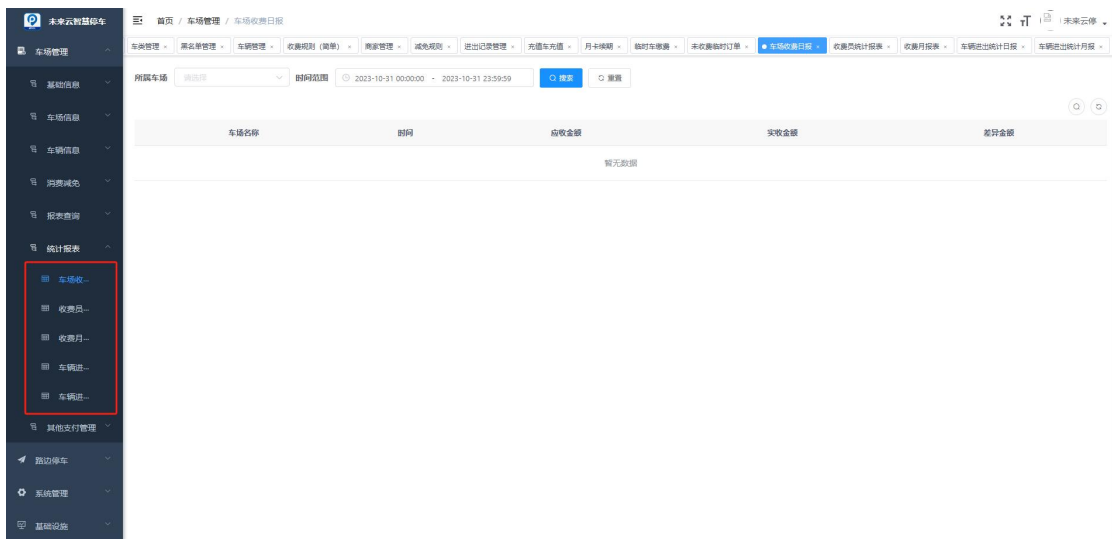 未来云智慧停车
首页 / 车场管理 / 车场收费日报
未来云停
车类管理 × 黑名单管理 × 车辆管理 × 收费规则（简单） × 商家管理 × 减免规则 × 进出记录管理 × 充值车充值 × 月卡续期 × 临时车缴费 × 未收费临时订单 × 车场收费日报 × 收费员统计报表 × 收费月报表 × 车辆进出统计日报 × 车辆进出统计月报 ×
车场管理
所属车场 请选择 时间范围 2023-10-31 00:00:00 - 2023-10-31 23:59:59 搜索 重置
基础信息
车场信息
车场名称 时间 应收金额 实收金额 差异金额
车辆信息
暂无数据
消费减免
报表查询
统计报表
车场收...
收费员...
收费月...
车辆进...
车辆进...
其他支付管理
路边停车
系统管理
基础设施